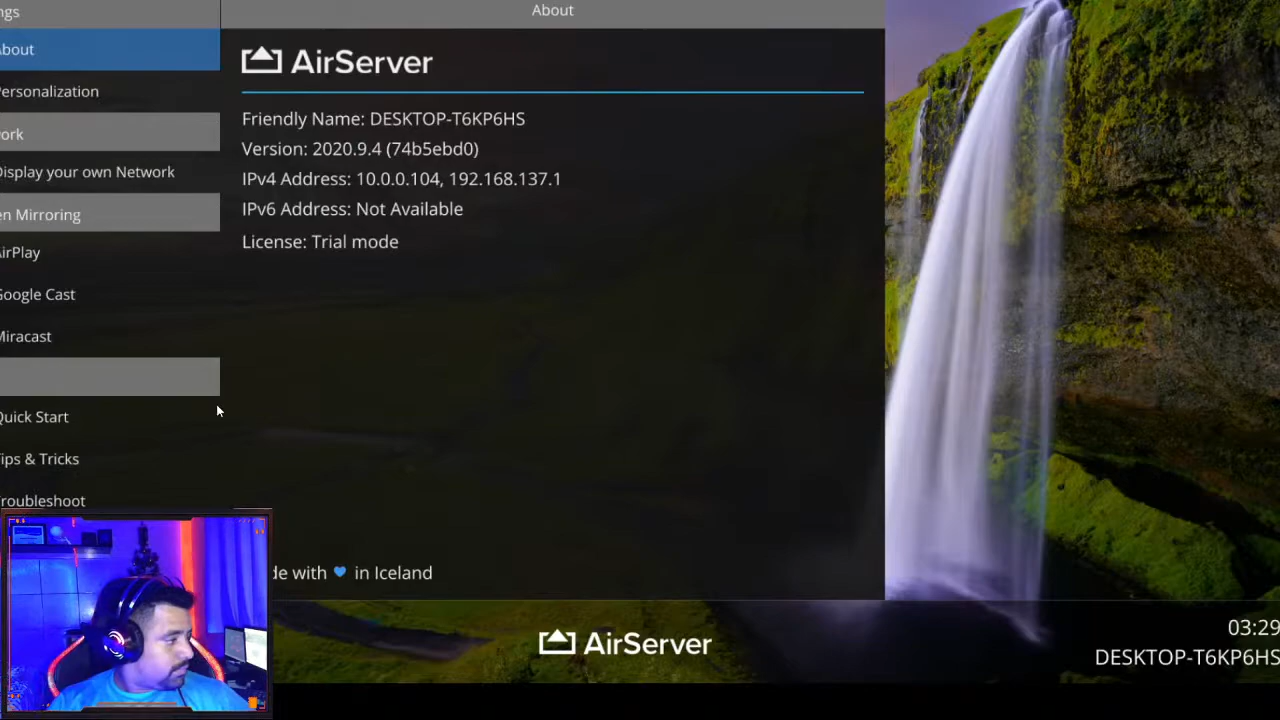 ngs
About
About
ersonalization
ork
Display your own Network
en Mirroring
AirPlay
Google Cast
Miracast
Quick Start
ips & Tricks
roubleshoot
AirServer
Friendly Name: DESKTOP-T6KP6HS
Version: 2020.9.4 (74b5ebd0)
IPv4 Address: 10.0.0.104, 192.168.137.1
IPv6 Address: Not Available
License: Trial mode
de with in Iceland
AirServer
03:29
DESKTOP-T6KP6HS